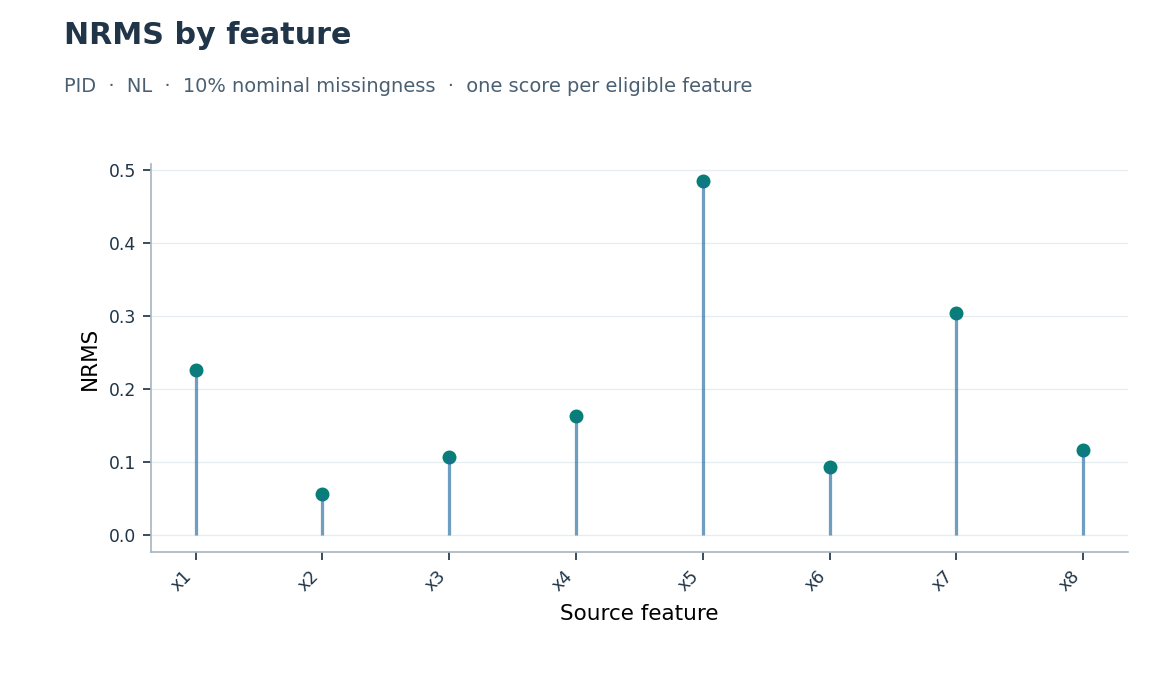 NRMS by feature
PID · NL · 10% nominal missingness · one score per eligible feature
0.5
0.4
0.3
0.2
0.1
0.0
NRMS
x1 x2 x3 x4 x5 x6 x7 x8
Source feature